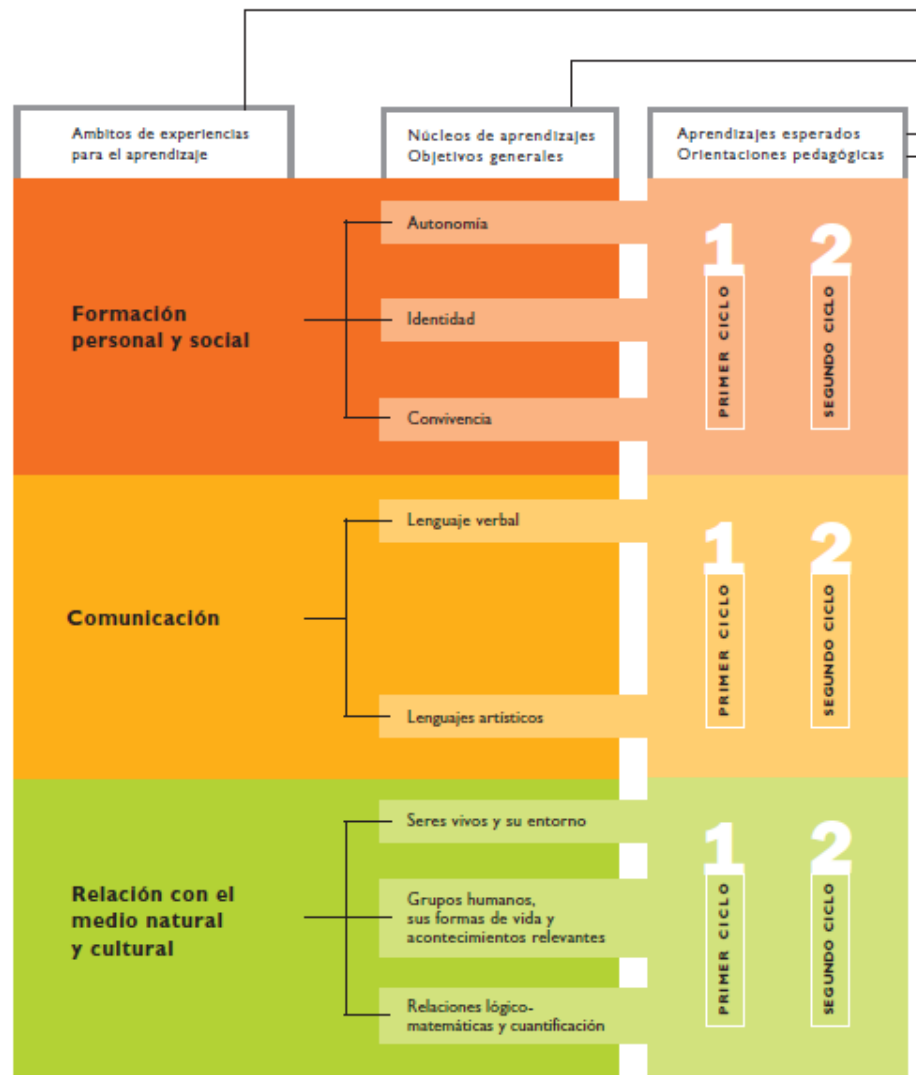 Ambitos de experiencias
para el aprendizaje
Núcleos de aprendizajes
Objetivos generales
Aprendizajes esperados
Orientaciones pedagógicas
Formación
personal y social
Autonomía
Identidad
Convivencia
1
PRIMER CICLO
2
SEGUNDO CICLO
Comunicación
Lenguaje verbal
Lenguajes artísticos
1
PRIMER CICLO
2
SEGUNDO CICLO
Relación con el
medio natural
y cultural
Seres vivos y su entorno
Grupos humanos,
sus formas de vida y
acontecimientos relevantes
Relaciones lógico-
matemáticas y cuantificación
1
PRIMER CICLO
2
SEGUNDO CICLO